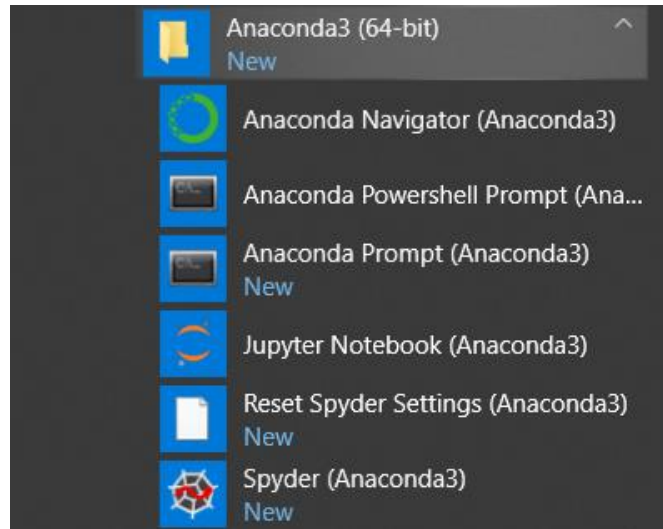 Anaconda3 (64-bit)
New
Anaconda Navigator (Anaconda3)
Anaconda Powershell Prompt (Ana...
Anaconda Prompt (Anaconda3)
New
Jupyter Notebook (Anaconda3)
Reset Spyder Settings (Anaconda3)
New
Spyder (Anaconda3)
New